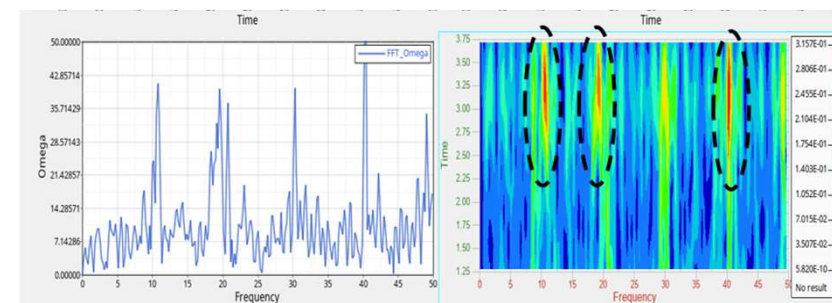 Time
50.00000
42.85714
35.71429
28.57143
21.42857
14.28571
7.14286
0.00000
Omega
FFT_Omega
0 5 10 15 20 25 30 35 40 45 50
Frequency
Time
3.75
3.50
3.25
3.00
2.75
2.50
2.25
2.00
1.75
1.50
1.25
Time
0 5 10 15 20 25 30 35 40 45 50
Frequency
3.157E-01
2.806E-01
2.455E-01
2.104E-01
1.754E-01
1.403E-01
1.052E-01
7.015E-02
3.507E-02
5.820E-10
No result